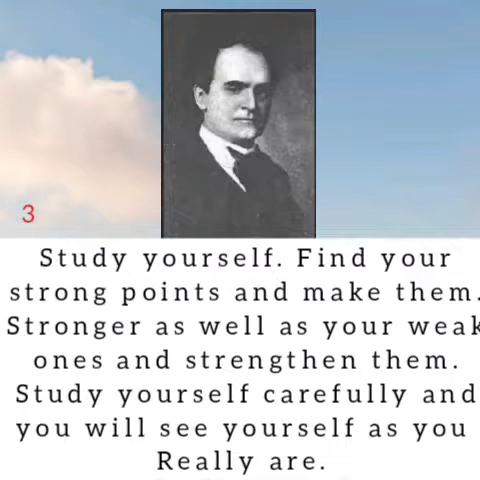 3
Study yourself. Find your
strong points and make them.
Stronger as well as your weak
ones and strengthen them.
Study yourself carefully and
you will see yourself as you
Really are.